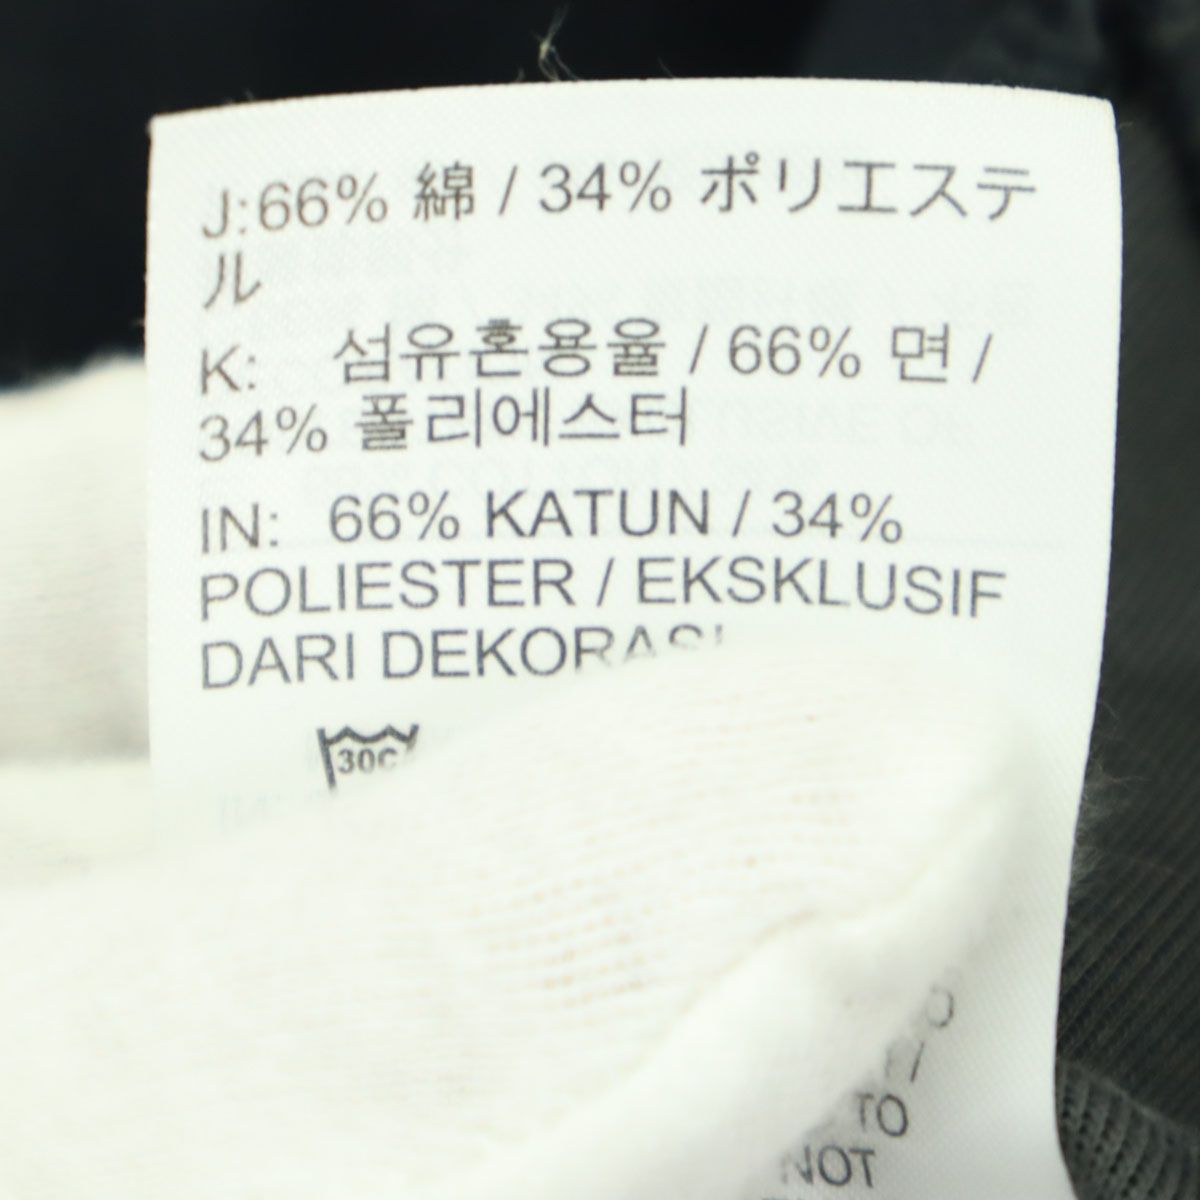 J:66% 綿 / 34% ポリエステ
ル
K: 섬유혼용율 / 66% 면 /
34% 폴리에스터
IN: 66% KATUN / 34%
POLIESTER / EKSKLUSIF
DARI DEKORASI
30C
TO
NOT